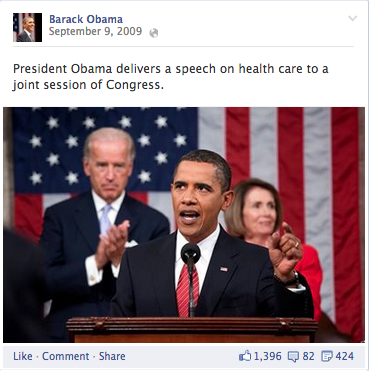 Barack Obama
September 9, 2009
President Obama delivers a speech on health care to a
joint session of Congress.
Like · Comment · Share 1,396 82 424